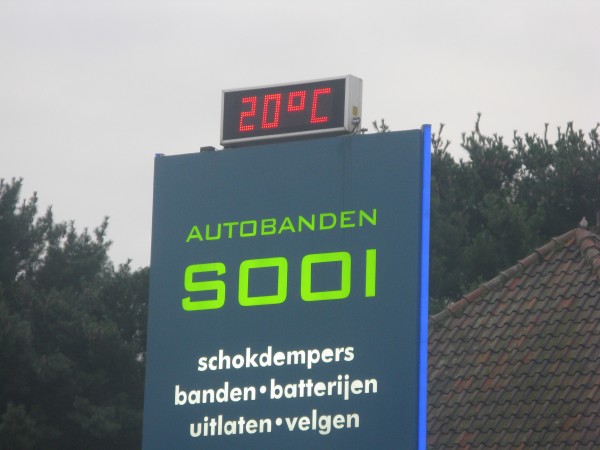 20°C
AUTOBANDEN
SOOI
schokdempers
banden•batterijen
uitlaten•velgen